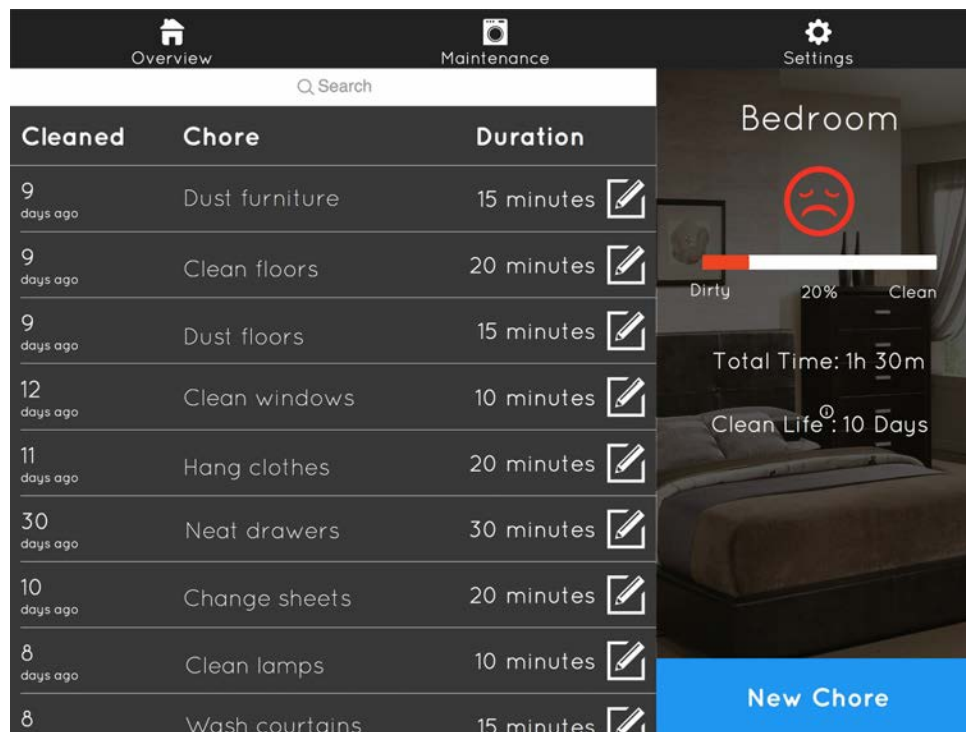 Overview Maintenance Settings
Search
Cleaned Chore Duration
9 days ago Dust furniture 15 minutes
9 days ago Clean floors 20 minutes
9 days ago Dust floors 15 minutes
12 days ago Clean windows 10 minutes
11 days ago Hang clothes 20 minutes
30 days ago Neat drawers 30 minutes
10 days ago Change sheets 20 minutes
8 days ago Clean lamps 10 minutes
8 Wash courtains 15 minutes
Bedroom
Dirty 20% Clean
Total Time: 1h 30m
Clean Life ⓘ: 10 Days
New Chore